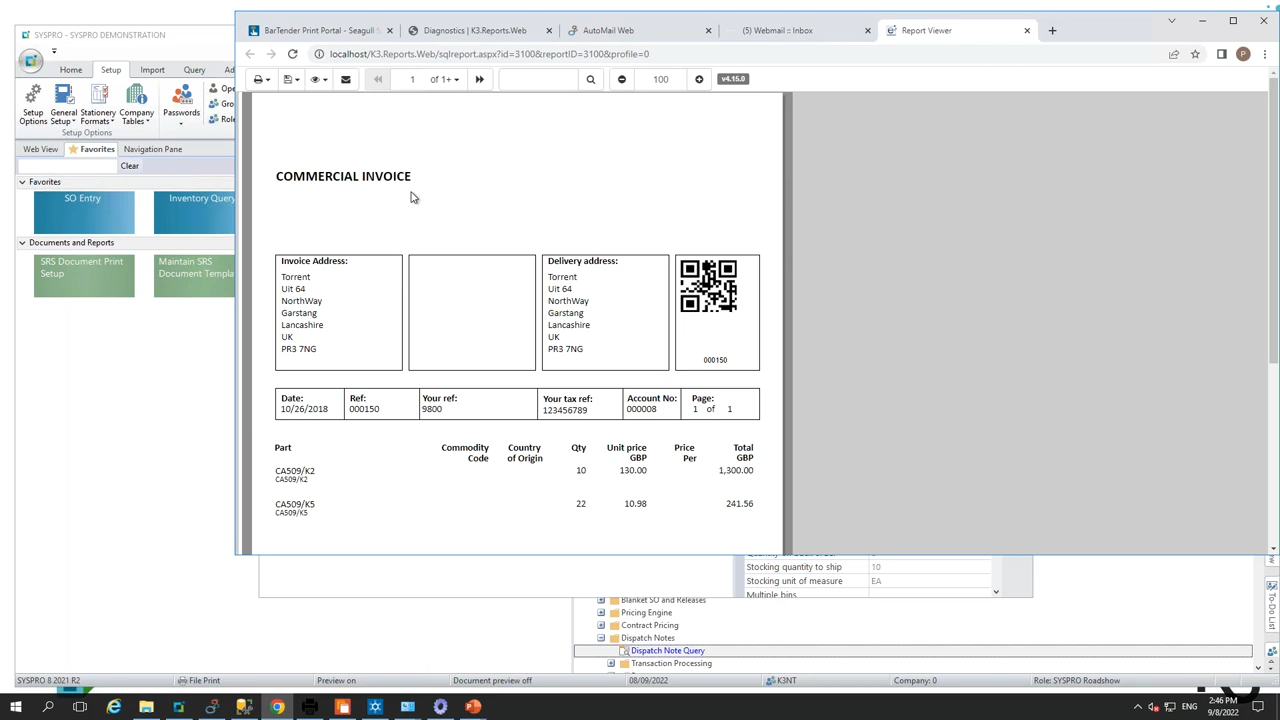 SYSPRO - SYSPRO DEMONSTRATION
Home
Setup
Import
Query
Setup Options
General Setup
Stationery Formats
Company Tables
Passwords
Setup Options
Web View
Favorites
Navigation Pane
Clear
Favorites
SO Entry
Inventory Query
Documents and Reports
SRS Document Print Setup
Maintain SRS Document Templa
BarTender Print Portal - Seagull S
Diagnostics | K3.Reports.Web
AutoMail Web
(5) Webmail :: Inbox
Report Viewer
localhost/K3.Reports.Web/sqlreport.aspx?id=3100&reportID=3100&profile=0
P
1 of 1+
100
v4.15.0
COMMERCIAL INVOICE
Invoice Address:
Torrent
Uit 64
NorthWay
Garstang
Lancashire
UK
PR3 7NG
Delivery address:
Torrent
Uit 64
NorthWay
Garstang
Lancashire
UK
PR3 7NG
000150
Date: Ref: Your ref: Your tax ref: Account No: Page:
10/26/2018 000150 9800 123456789 000008 1 of 1
Part Commodity Code Country of Origin Qty Unit price GBP Price Per Total GBP
CA509/K2 10 130.00 1,300.00
CA509/K2
CA509/K5 22 10.98 241.56
CA509/K5
Stocking quantity to ship 10
Stocking unit of measure EA
Multiple bins
Blanket SO and Releases
Pricing Engine
Contract Pricing
Dispatch Notes
Dispatch Note Query
Transaction Processing
To-Do List
SYSPRO 8 2021 R2
File Print
Preview on
Document preview off
08/09/2022
K3NT
Company: 0
Role: SYSPRO Roadshow
ENG
2:46 PM
9/8/2022